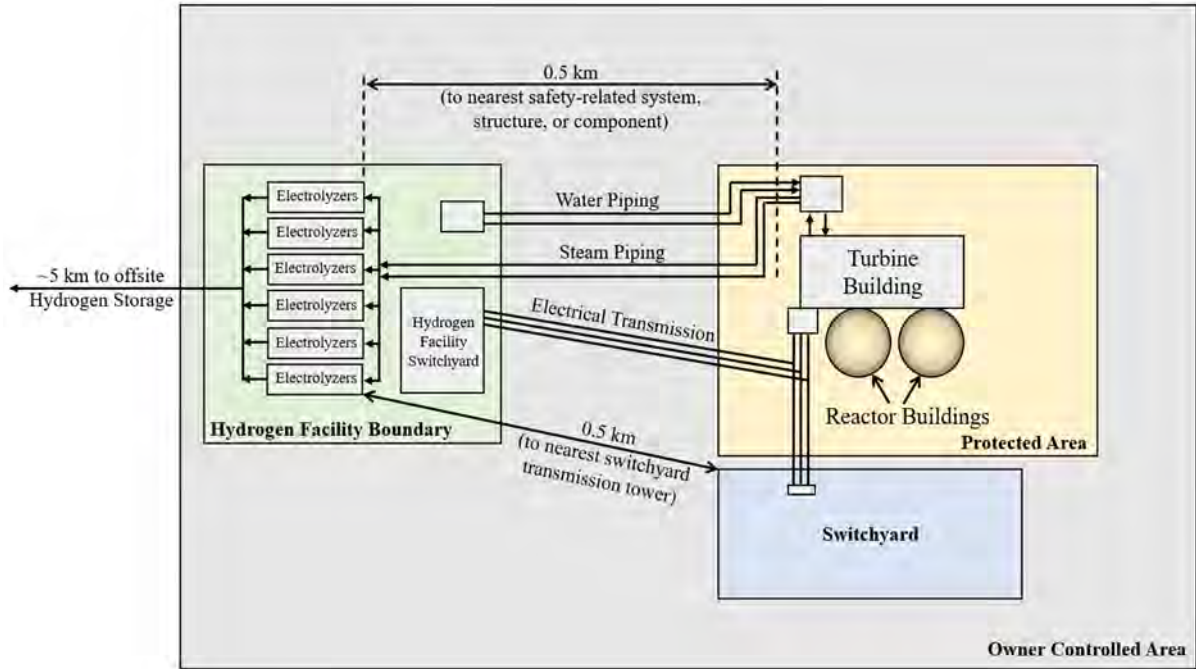 0.5 km
(to nearest safety-related system,
structure, or component)
Electrolyzers
Electrolyzers
Electrolyzers
Electrolyzers
Electrolyzers
Electrolyzers
~5 km to offsite
Hydrogen Storage
Water Piping
Steam Piping
Electrical Transmission
Hydrogen
Facility
Switchyard
Hydrogen Facility Boundary
0.5 km
(to nearest switchyard
transmission tower)
Turbine
Building
Reactor Buildings
Protected Area
Switchyard
Owner Controlled Area